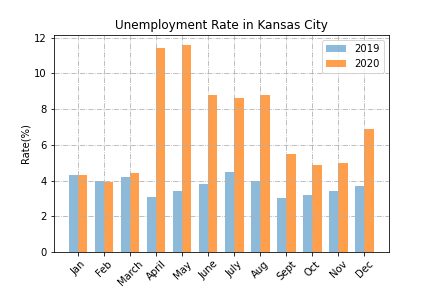 Unemployment Rate in Kansas City
2019
2020
Rate(%)
12
10
8
6
4
2
0
Jan
Feb
March
April
May
June
July
Aug
Sept
Oct
Nov
Dec